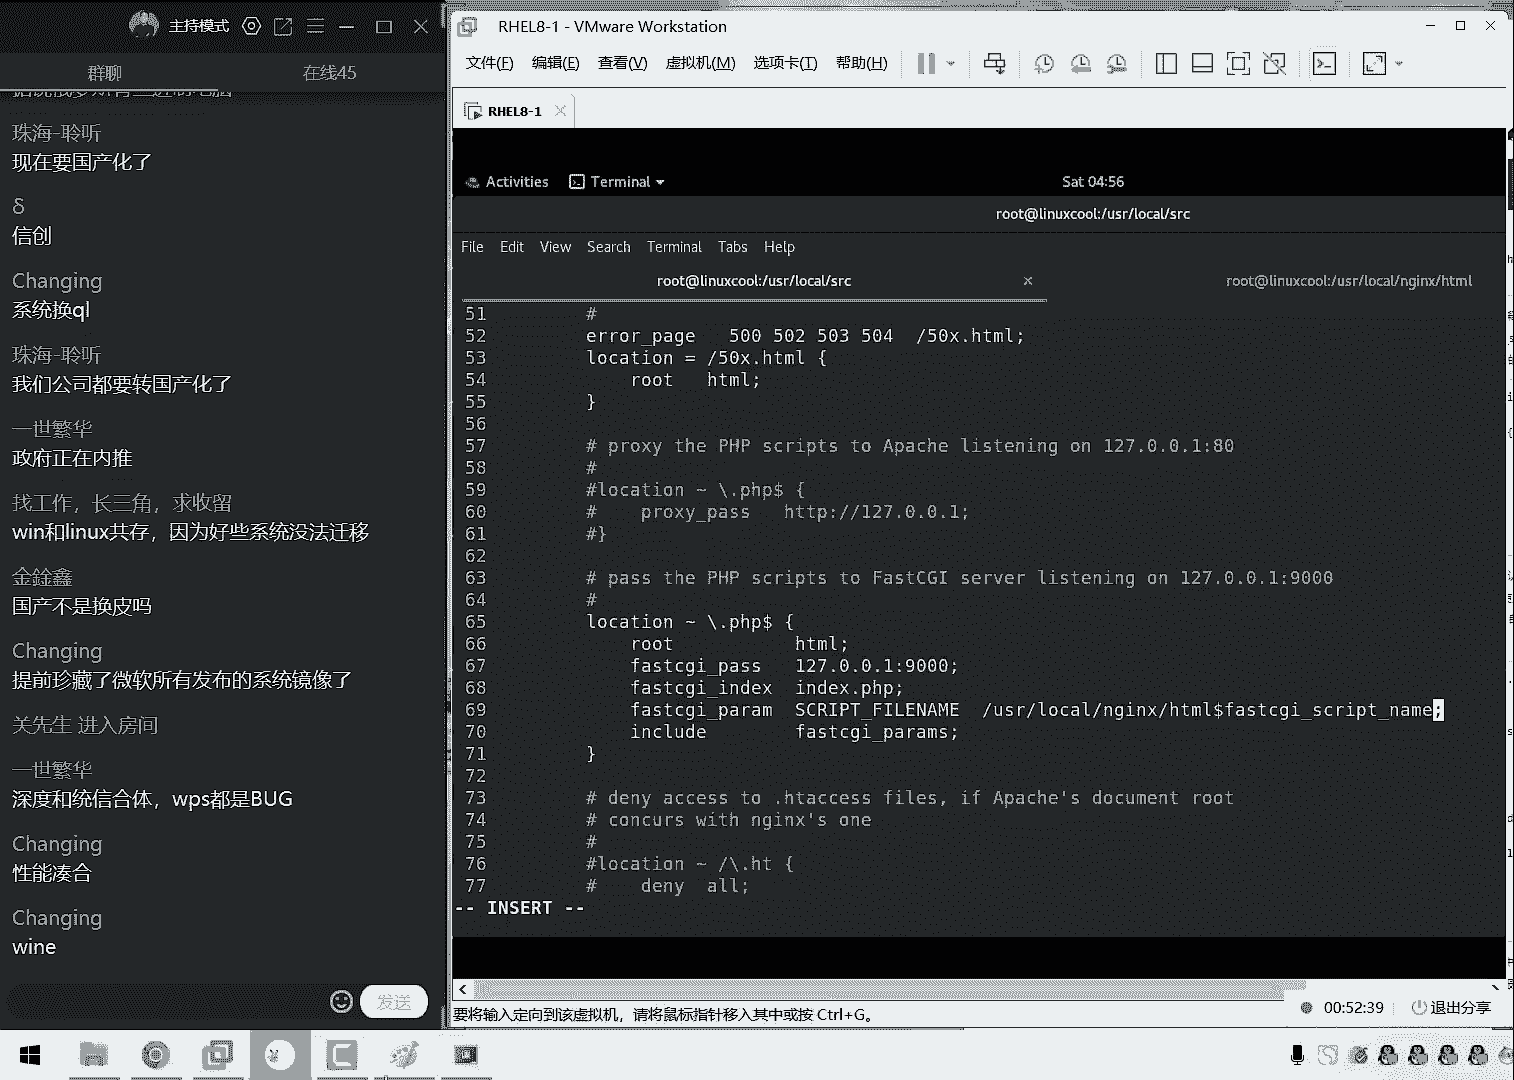 主持模式
群聊
在线45
珠海-聆听
现在要国产化了
δ
信创
Changing
系统换ql
珠海-聆听
我们公司都要转国产化了
一世繁华
政府正在内推
找工作，长三角，求收留
win和linux共存，因为好些系统没法迁移
金銓鑫
国产不是换皮吗
Changing
提前珍藏了微软所有发布的系统镜像了
关先生 进入房间
一世繁华
深度和统信合体，wps都是BUG
Changing
性能凑合
Changing
wine
发送
RHEL8-1 - VMware Workstation
文件(F) 编辑(E) 查看(V) 虚拟机(M) 选项卡(T) 帮助(H)
RHEL8-1
Activities Terminal Sat 04:56
root@linuxcool:/usr/local/src
File Edit View Search Terminal Tabs Help
root@linuxcool:/usr/local/src root@linuxcool:/usr/local/nginx/html
51 #
52 error_page 500 502 503 504 /50x.html;
53 location = /50x.html {
54 root html;
55 }
56
57 # proxy the PHP scripts to Apache listening on 127.0.0.1:80
58 #
59 #location ~ \.php$ {
60 # proxy_pass http://127.0.0.1;
61 #}
62
63 # pass the PHP scripts to FastCGI server listening on 127.0.0.1:9000
64 #
65 location ~ \.php$ {
66 root html;
67 fastcgi_pass 127.0.0.1:9000;
68 fastcgi_index index.php;
69 fastcgi_param SCRIPT_FILENAME /usr/local/nginx/html$fastcgi_script_name;
70 include fastcgi_params;
71 }
72
73 # deny access to .htaccess files, if Apache's document root
74 # concurs with nginx's one
75 #
76 #location ~ /\.ht {
77 # deny all;
-- INSERT --
00:52:39 退出分享
要将输入定向到该虚拟机，请将鼠标指针移入其中或按 Ctrl+G。